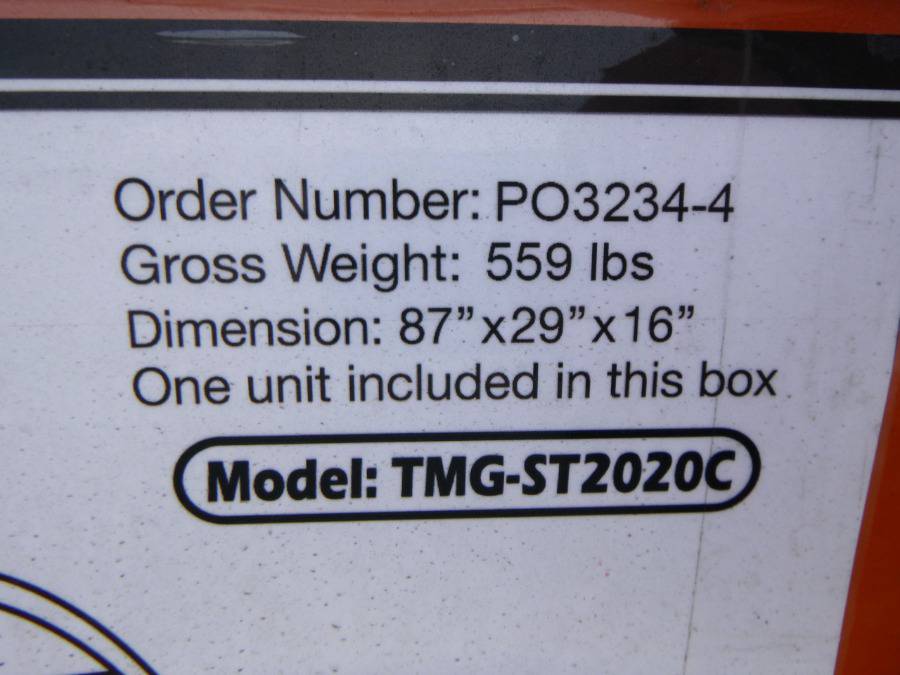 Order Number: PO3234-4
Gross Weight: 559 lbs
Dimension: 87”x29”x16”
One unit included in this box
Model: TMG-ST2020C